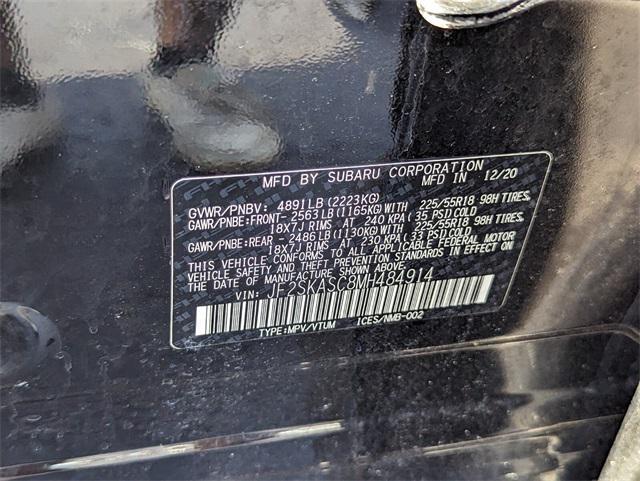 MFD BY SUBARU CORPORATION
MFD IN 12/20
GVWR/PNBV: 4891LB(2223KG)
GAWR/PNBE:FRONT- 2563LB(1165KG)WITH 225/55R18 98H TIRES,
18X7J RIMS AT 240 KPA(35 PSI)COLD
GAWR/PNBE:REAR - 2486LB(1130KG)WITH 225/55R18 98H TIRES,
18X7J RIMS AT 230 KPA(33 PSI)COLD
THIS VEHICLE CONFORMS TO ALL APPLICABLE FEDERAL MOTOR
VEHICLE SAFETY AND THEFT PREVENTION STANDARDS IN EFFECT ON
THE DATE OF MANUFACTURE SHOWN ABOVE.
VIN: JF2SKASC8MH484914
TYPE:MPV/VTUM ICES/NMB-002